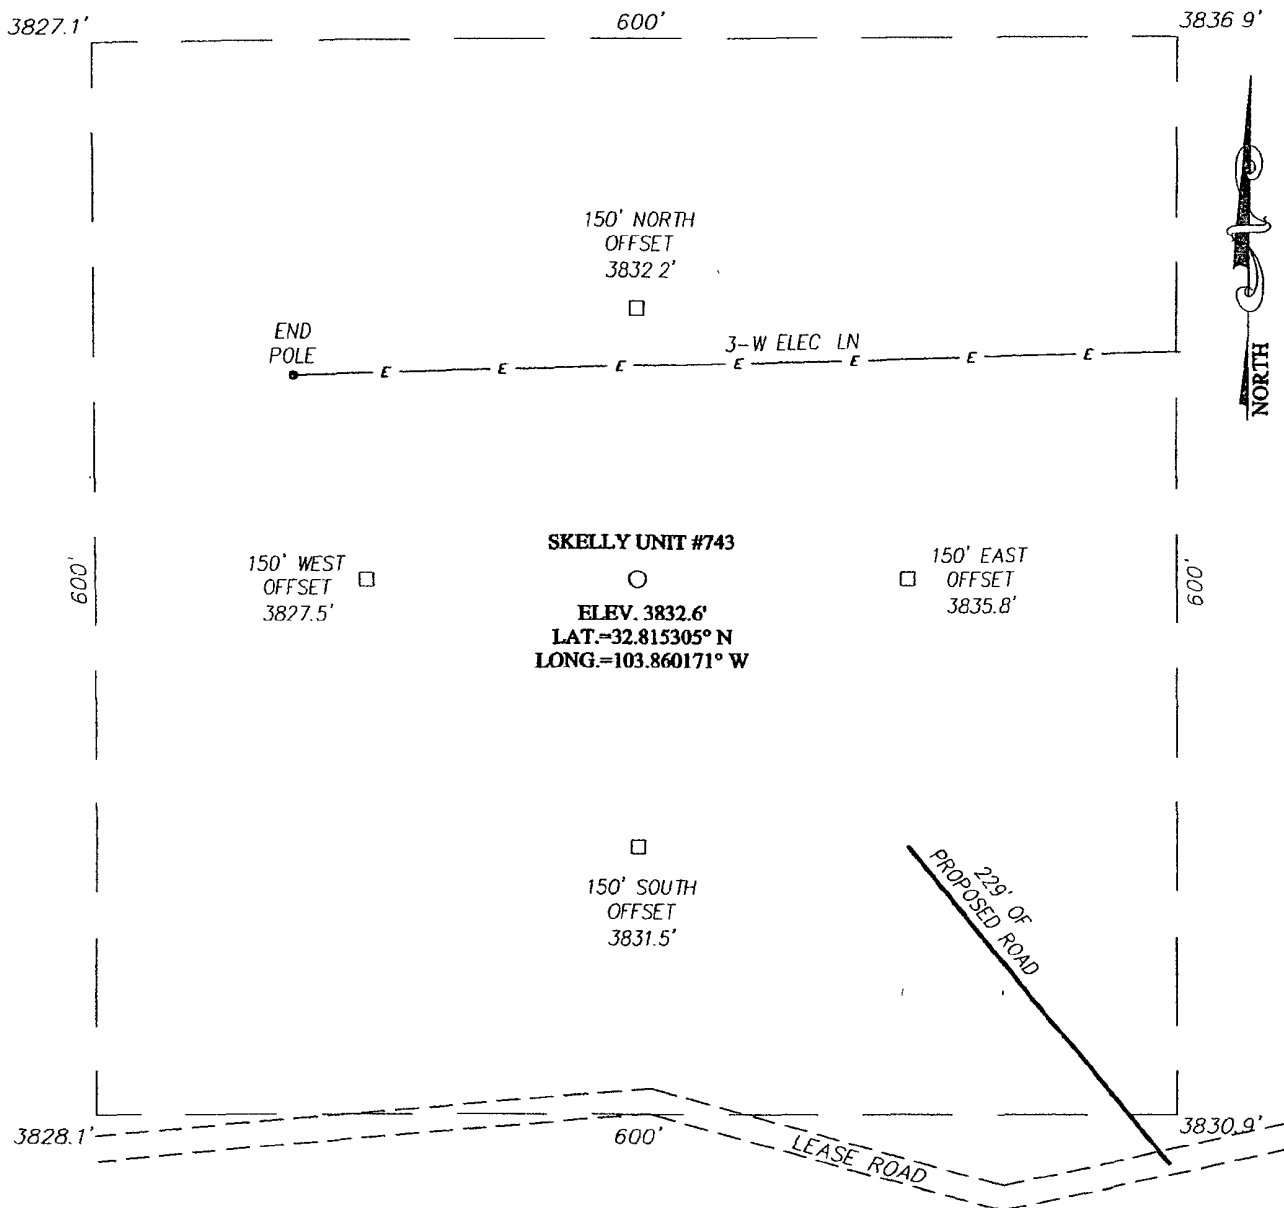 3827.1'
600'
3836 9'
150' NORTH
OFFSET
3832 2'
END
POLE
3-W ELEC LN
E E E E E E E
NORTH
600'
150' WEST
OFFSET
3827.5'
SKELLY UNIT #743
ELEV. 3832.6'
LAT.=32.815305° N
LONG.=103.860171° W
150' EAST
OFFSET
3835.8'
600'
150' SOUTH
OFFSET
3831.5'
229' OF
PROPOSED ROAD
3828.1'
600'
LEASE ROAD
3830.9'